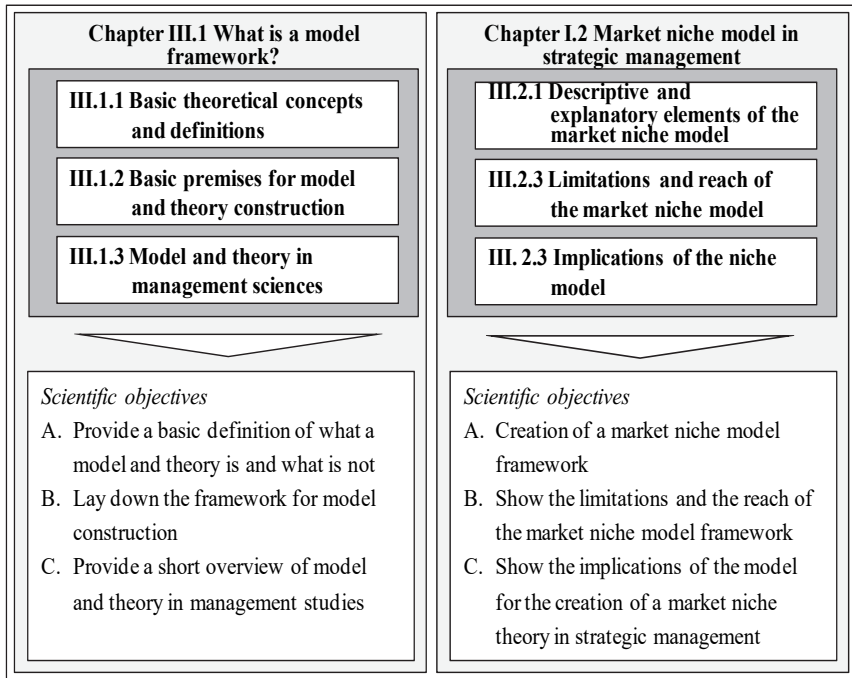 Chapter III.1 What is a model
framework?
III.1.1 Basic theoretical concepts
and definitions
III.1.2 Basic premises for model
and theory construction
III.1.3 Model and theory in
management sciences
Scientific objectives
A. Provide a basic definition of what a
model and theory is and what is not
B. Lay down the framework for model
construction
C. Provide a short overview of model
and theory in management studies
Chapter I.2 Market niche model in
strategic management
III.2.1 Descriptive and
explanatory elements of the
market niche model
III.2.3 Limitations and reach of
the market niche model
III. 2.3 Implications of the niche
model
Scientific objectives
A. Creation of a market niche model
framework
B. Show the limitations and the reach of
the market niche model framework
C. Show the implications of the model
for the creation of a market niche
theory in strategic management